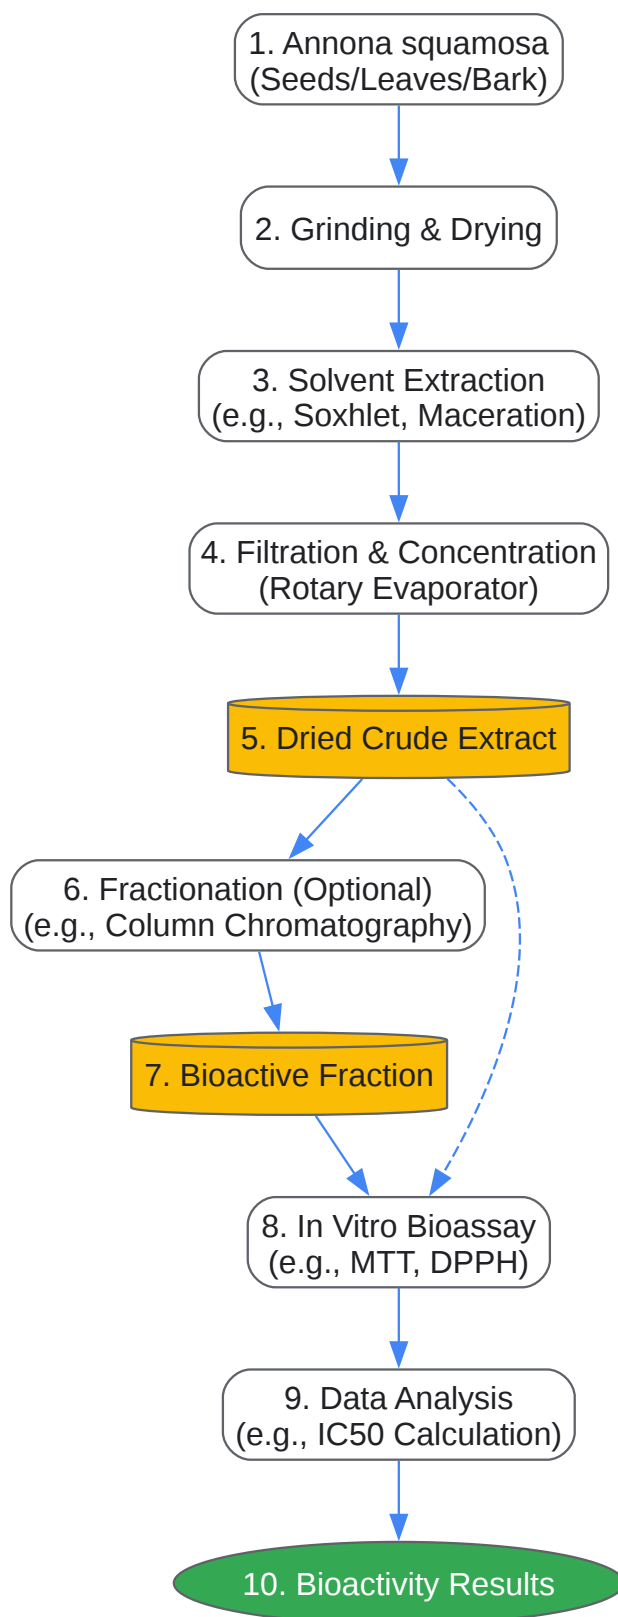 1. Annona squamosa
(Seeds/Leaves/Bark)
2. Grinding & Drying
3. Solvent Extraction
(e.g., Soxhlet, Maceration)
4. Filtration & Concentration
(Rotary Evaporator)
5. Dried Crude Extract
6. Fractionation (Optional)
(e.g., Column Chromatography)
7. Bioactive Fraction
8. In Vitro Bioassay
(e.g., MTT, DPPH)
9. Data Analysis
(e.g., IC50 Calculation)
10. Bioactivity Results